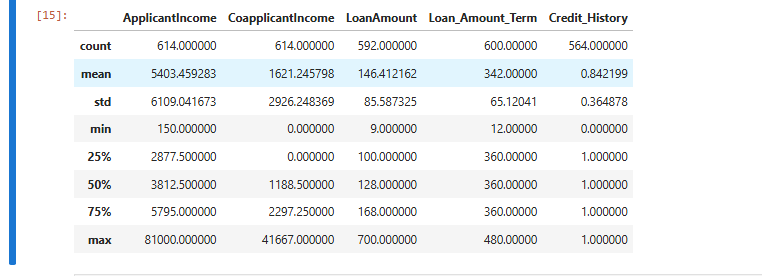 [15]:
ApplicantIncome CoapplicantIncome LoanAmount Loan_Amount_Term Credit_History
count 614.000000 614.000000 592.000000 600.00000 564.000000
mean 5403.459283 1621.245798 146.412162 342.00000 0.842199
std 6109.041673 2926.248369 85.587325 65.12041 0.364878
min 150.000000 0.000000 9.000000 12.00000 0.000000
25% 2877.500000 0.000000 100.000000 360.00000 1.000000
50% 3812.500000 1188.500000 128.000000 360.00000 1.000000
75% 5795.000000 2297.250000 168.000000 360.00000 1.000000
max 81000.000000 41667.000000 700.000000 480.00000 1.000000